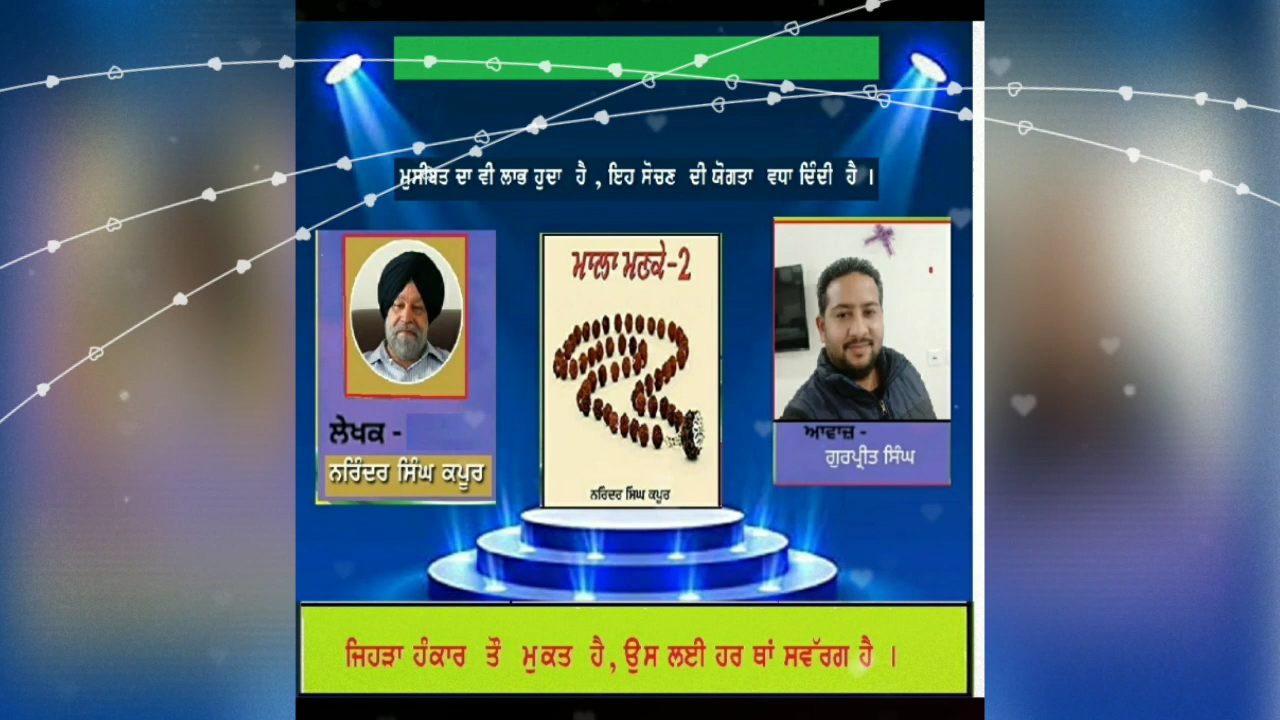 ਮੁਸੀਬਤ ਦਾ ਵੀ ਲਾਭ ਹੁਦਾ ਹੈ , ਇਹ ਸੋਚਣ ਦੀ ਯੋਗਤਾ ਵਧਾ ਦਿੰਦੀ ਹੈ ।
ਲੇਖਕ -
ਨਰਿੰਦਰ ਸਿੰਘ ਕਪੂਰ
ਮਾਲਾ ਮਣਕੇ-2
ਨਰਿੰਦਰ ਸਿੰਘ ਕਪੂਰ
ਆਵਾਜ਼ -
ਗੁਰਪ੍ਰੀਤ ਸਿੰਘ
ਜਿਹੜਾ ਹੰਕਾਰ ਤੌ ਮੁਕਤ ਹੈ, ਉਸ ਲਈ ਹਰ ਥਾਂ ਸਵੱਰਗ ਹੈ ।